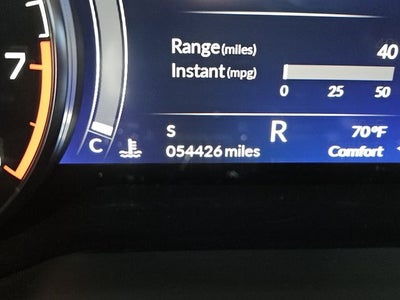 Range (miles) 40
Instant (mpg)
0 25 50
7
S R 70°F
C 054426 miles Comfort